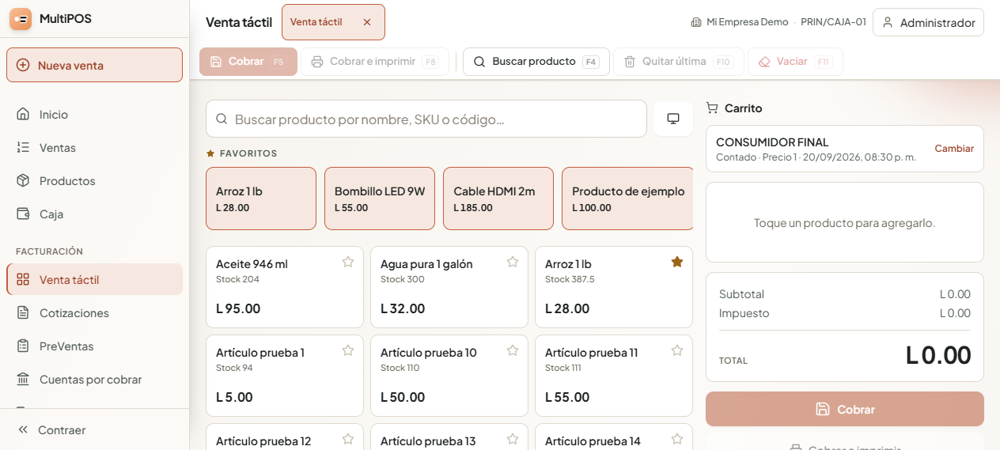 MultiPOS
Nueva venta
Inicio
Ventas
Productos
Caja
FACTURACIÓN
Venta táctil
Cotizaciones
PreVentas
Cuentas por cobrar
Contraer
Venta táctil
Venta táctil
Mi Empresa Demo · PRIN/CAJA-01
Administrador
Cobrar F5
Cobrar e imprimir F8
Buscar producto F4
Quitar última F10
Vaciar F11
Buscar producto por nombre, SKU o código...
FAVORITOS
Arroz 1 lb
L 28.00
Bombillo LED 9W
L 55.00
Cable HDMI 2m
L 185.00
Producto de ejemplo
L 100.00
Aceite 946 ml
Stock 204
L 95.00
Agua pura 1 galón
Stock 300
L 32.00
Arroz 1 lb
Stock 387.5
L 28.00
Artículo prueba 1
Stock 94
L 5.00
Artículo prueba 10
Stock 110
L 50.00
Artículo prueba 11
Stock 111
L 55.00
Artículo prueba 12
Artículo prueba 13
Artículo prueba 14
Carrito
CONSUMIDOR FINAL
Contado · Precio 1 · 20/09/2026, 08:30 p. m.
Cambiar
Toque un producto para agregarlo.
Subtotal L 0.00
Impuesto L 0.00
TOTAL L 0.00
Cobrar
Cobrar e imprimir